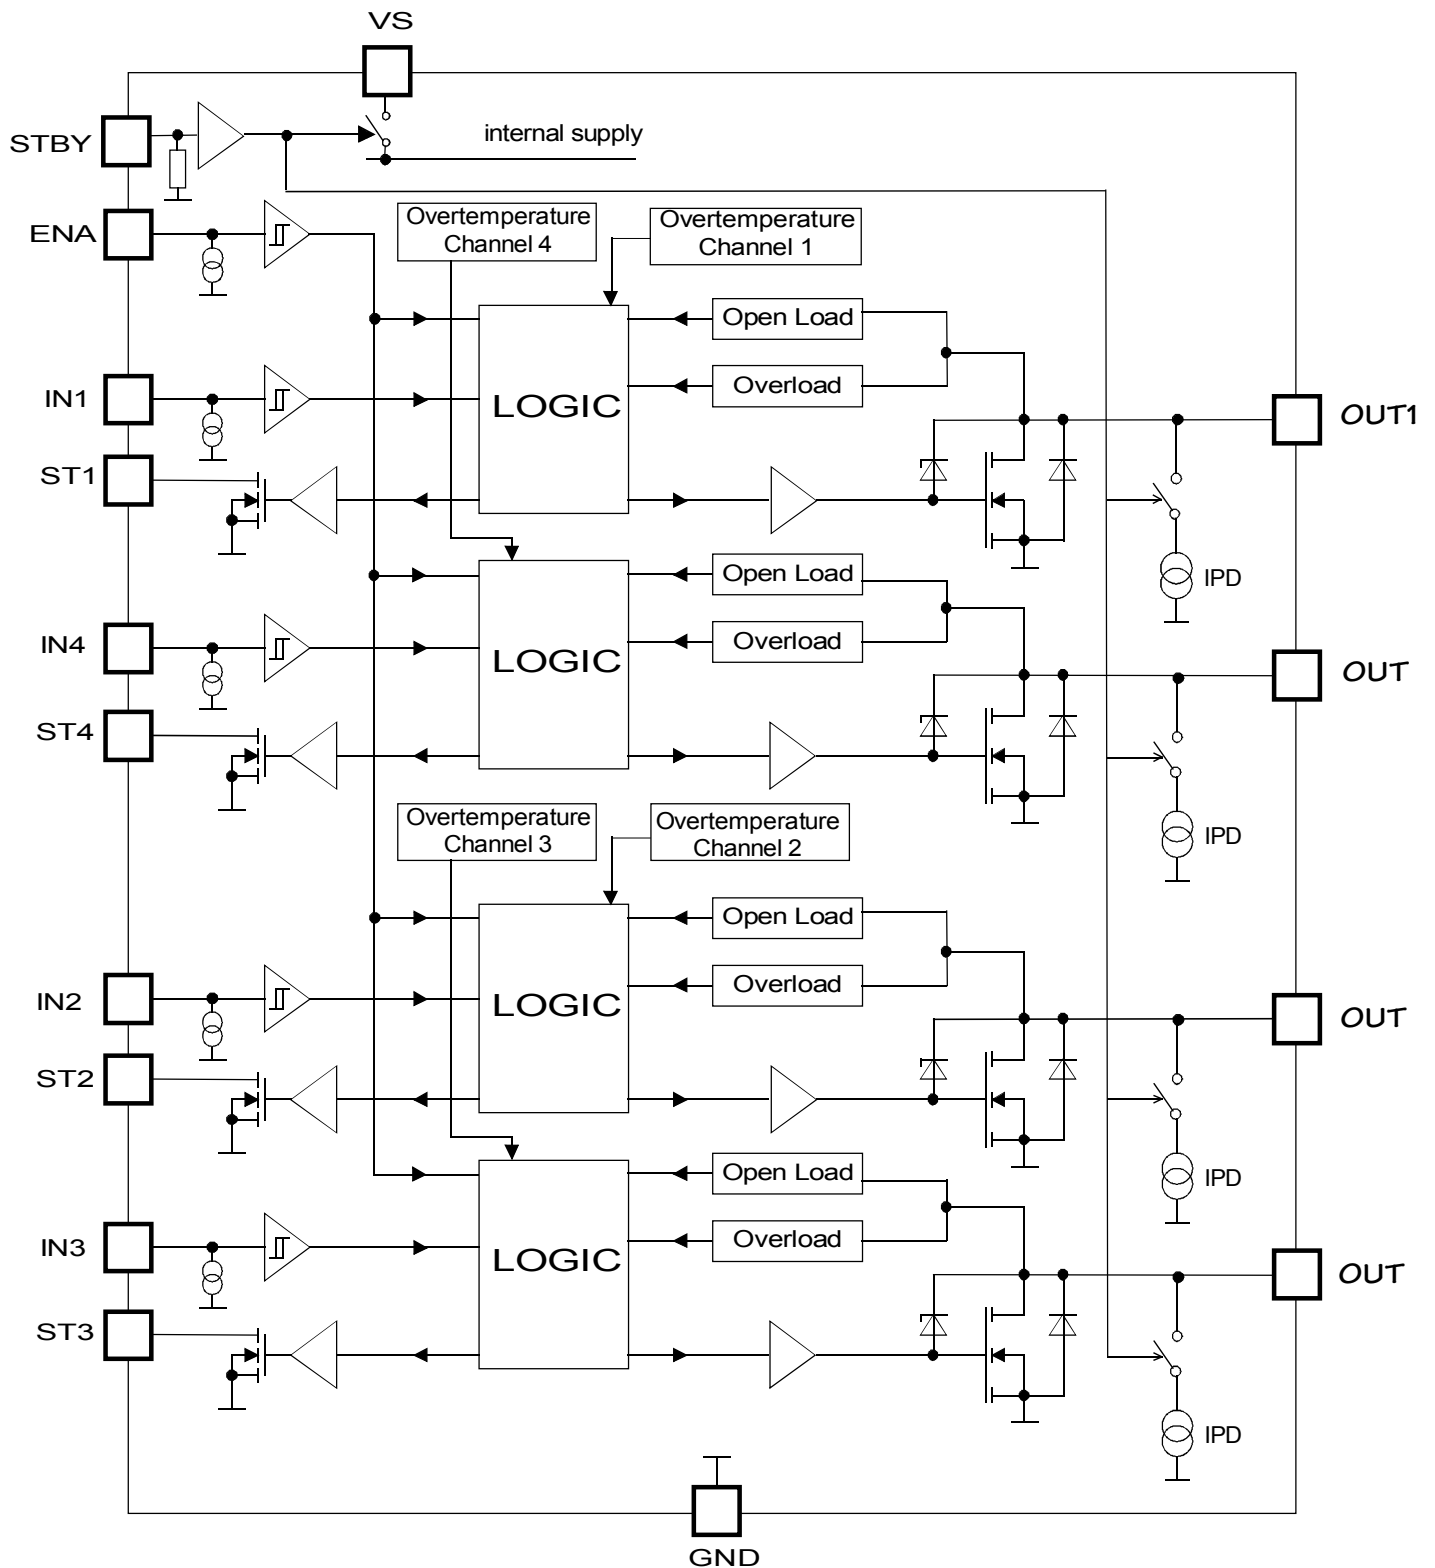 VS
STBY
internal supply
ENA
Overtemperature
Channel 4
Overtemperature
Channel 1
Open Load
IN1
LOGIC
Overload
OUT1
ST1
IPD
Open Load
IN4
LOGIC
Overload
OUT
ST4
IPD
Overtemperature
Channel 3
Overtemperature
Channel 2
Open Load
IN2
LOGIC
Overload
OUT
ST2
IPD
Open Load
IN3
LOGIC
Overload
OUT
ST3
IPD
GND